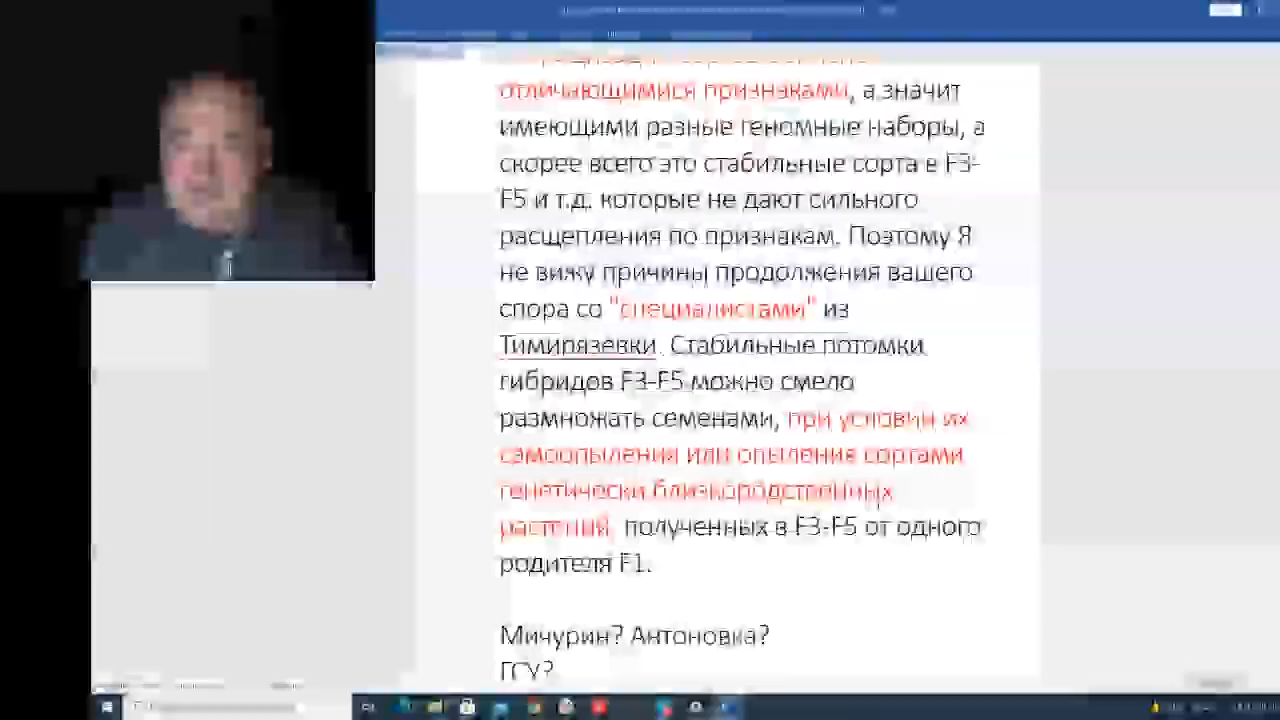 отличающимися признаками, а значит
имеющими разные геномные наборы, а
скорее всего это стабильные сорта в F3-
F5 и т.д. которые не дают сильного
расщепления по признакам. Поэтому Я
не вижу причины продолжения вашего
спора со "специалистами" из
Тимирязевки. Стабильные потомки
гибридов F3-F5 можно смело
размножать семенами, при условии их
самоопыления или опыления сортами
генетически близкородственных
растений, полученных в F3-F5 от одного
родителя F1.
Мичурин? Антоновка?
ГСУ?